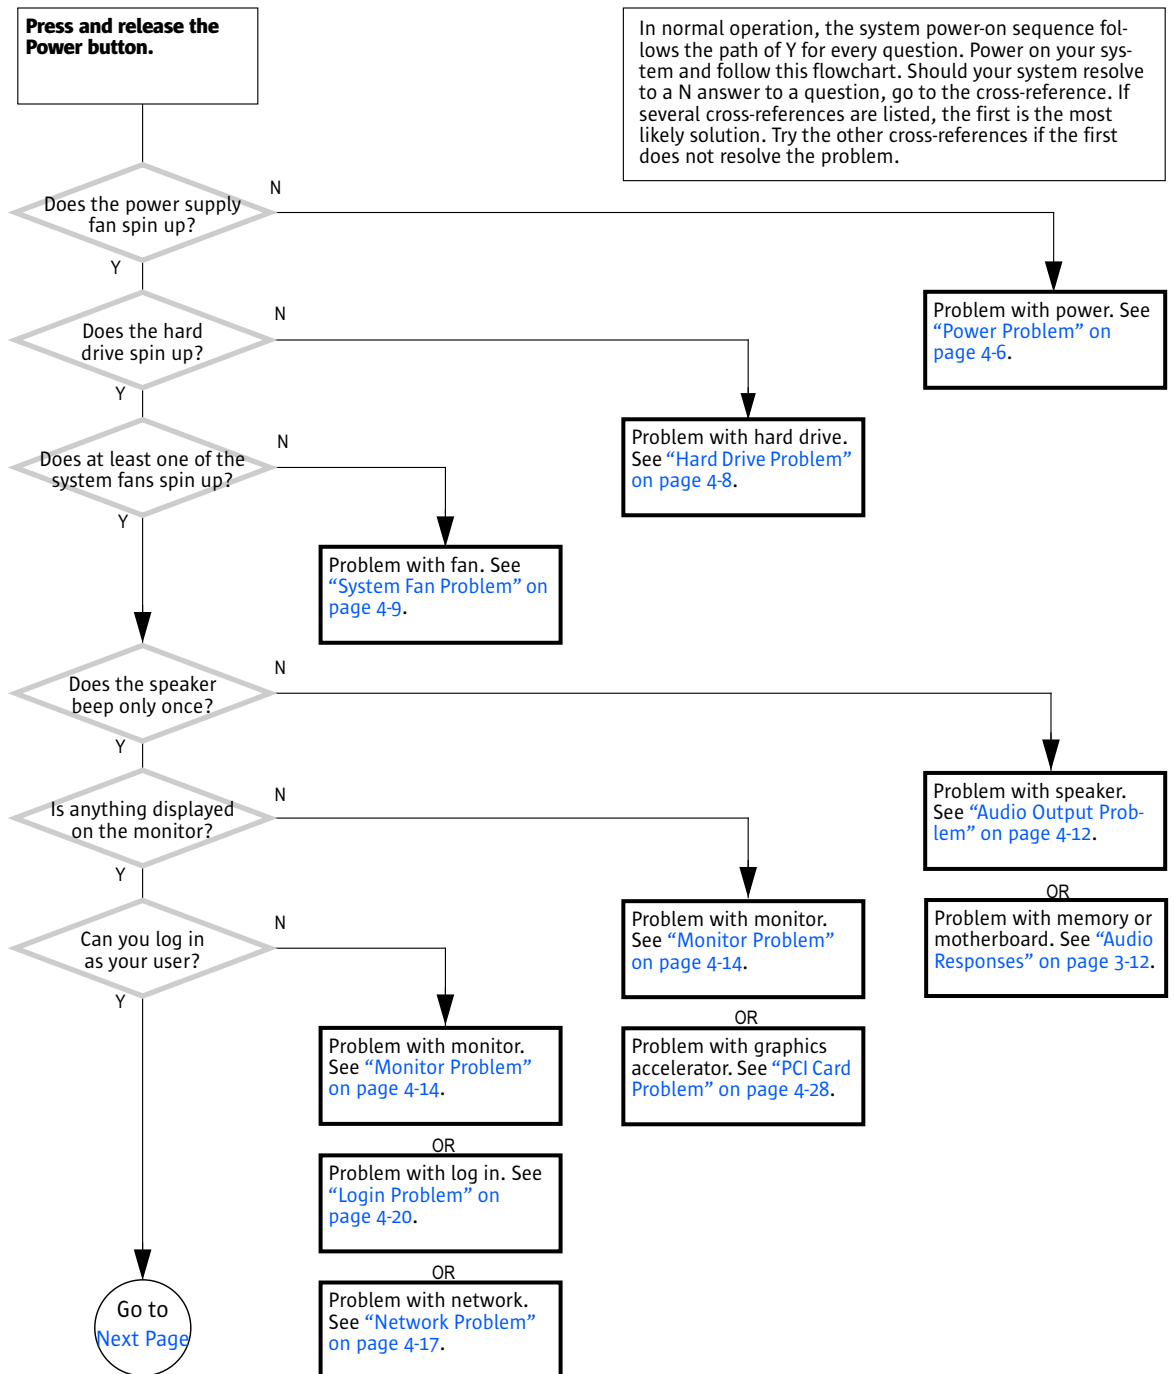 Press and release the
Power button.
In normal operation, the system power-on sequence fol-
lows the path of Y for every question. Power on your sys-
tem and follow this flowchart. Should your system resolve
to a N answer to a question, go to the cross-reference. If
several cross-references are listed, the first is the most
likely solution. Try the other cross-references if the first
does not resolve the problem.
N
Does the power supply
fan spin up?
Y
Problem with power. See
“Power Problem” on
page 4-6.
N
Does the hard
drive spin up?
Y
Problem with hard drive.
See “Hard Drive Problem”
on page 4-8.
N
Does at least one of the
system fans spin up?
Y
Problem with fan. See
“System Fan Problem” on
page 4-9.
N
Does the speaker
beep only once?
Y
Problem with speaker.
See “Audio Output Prob-
lem” on page 4-12.
OR
Problem with memory or
motherboard. See “Audio
Responses” on page 3-12.
N
Is anything displayed
on the monitor?
Y
Problem with monitor.
See “Monitor Problem”
on page 4-14.
OR
Problem with graphics
accelerator. See “PCI Card
Problem” on page 4-28.
N
Can you log in
as your user?
Y
Problem with monitor.
See “Monitor Problem”
on page 4-14.
OR
Problem with log in. See
“Login Problem” on
page 4-20.
OR
Problem with network.
See “Network Problem”
on page 4-17.
Go to
Next Page